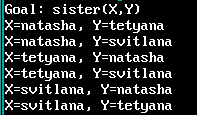 Goal: sister(X,Y)
X=natasha, Y=tetyana
X=natasha, Y=svitlana
X=tetyana, Y=natasha
X=tetyana, Y=svitlana
X=svitlana, Y=natasha
X=svitlana, Y=tetyana